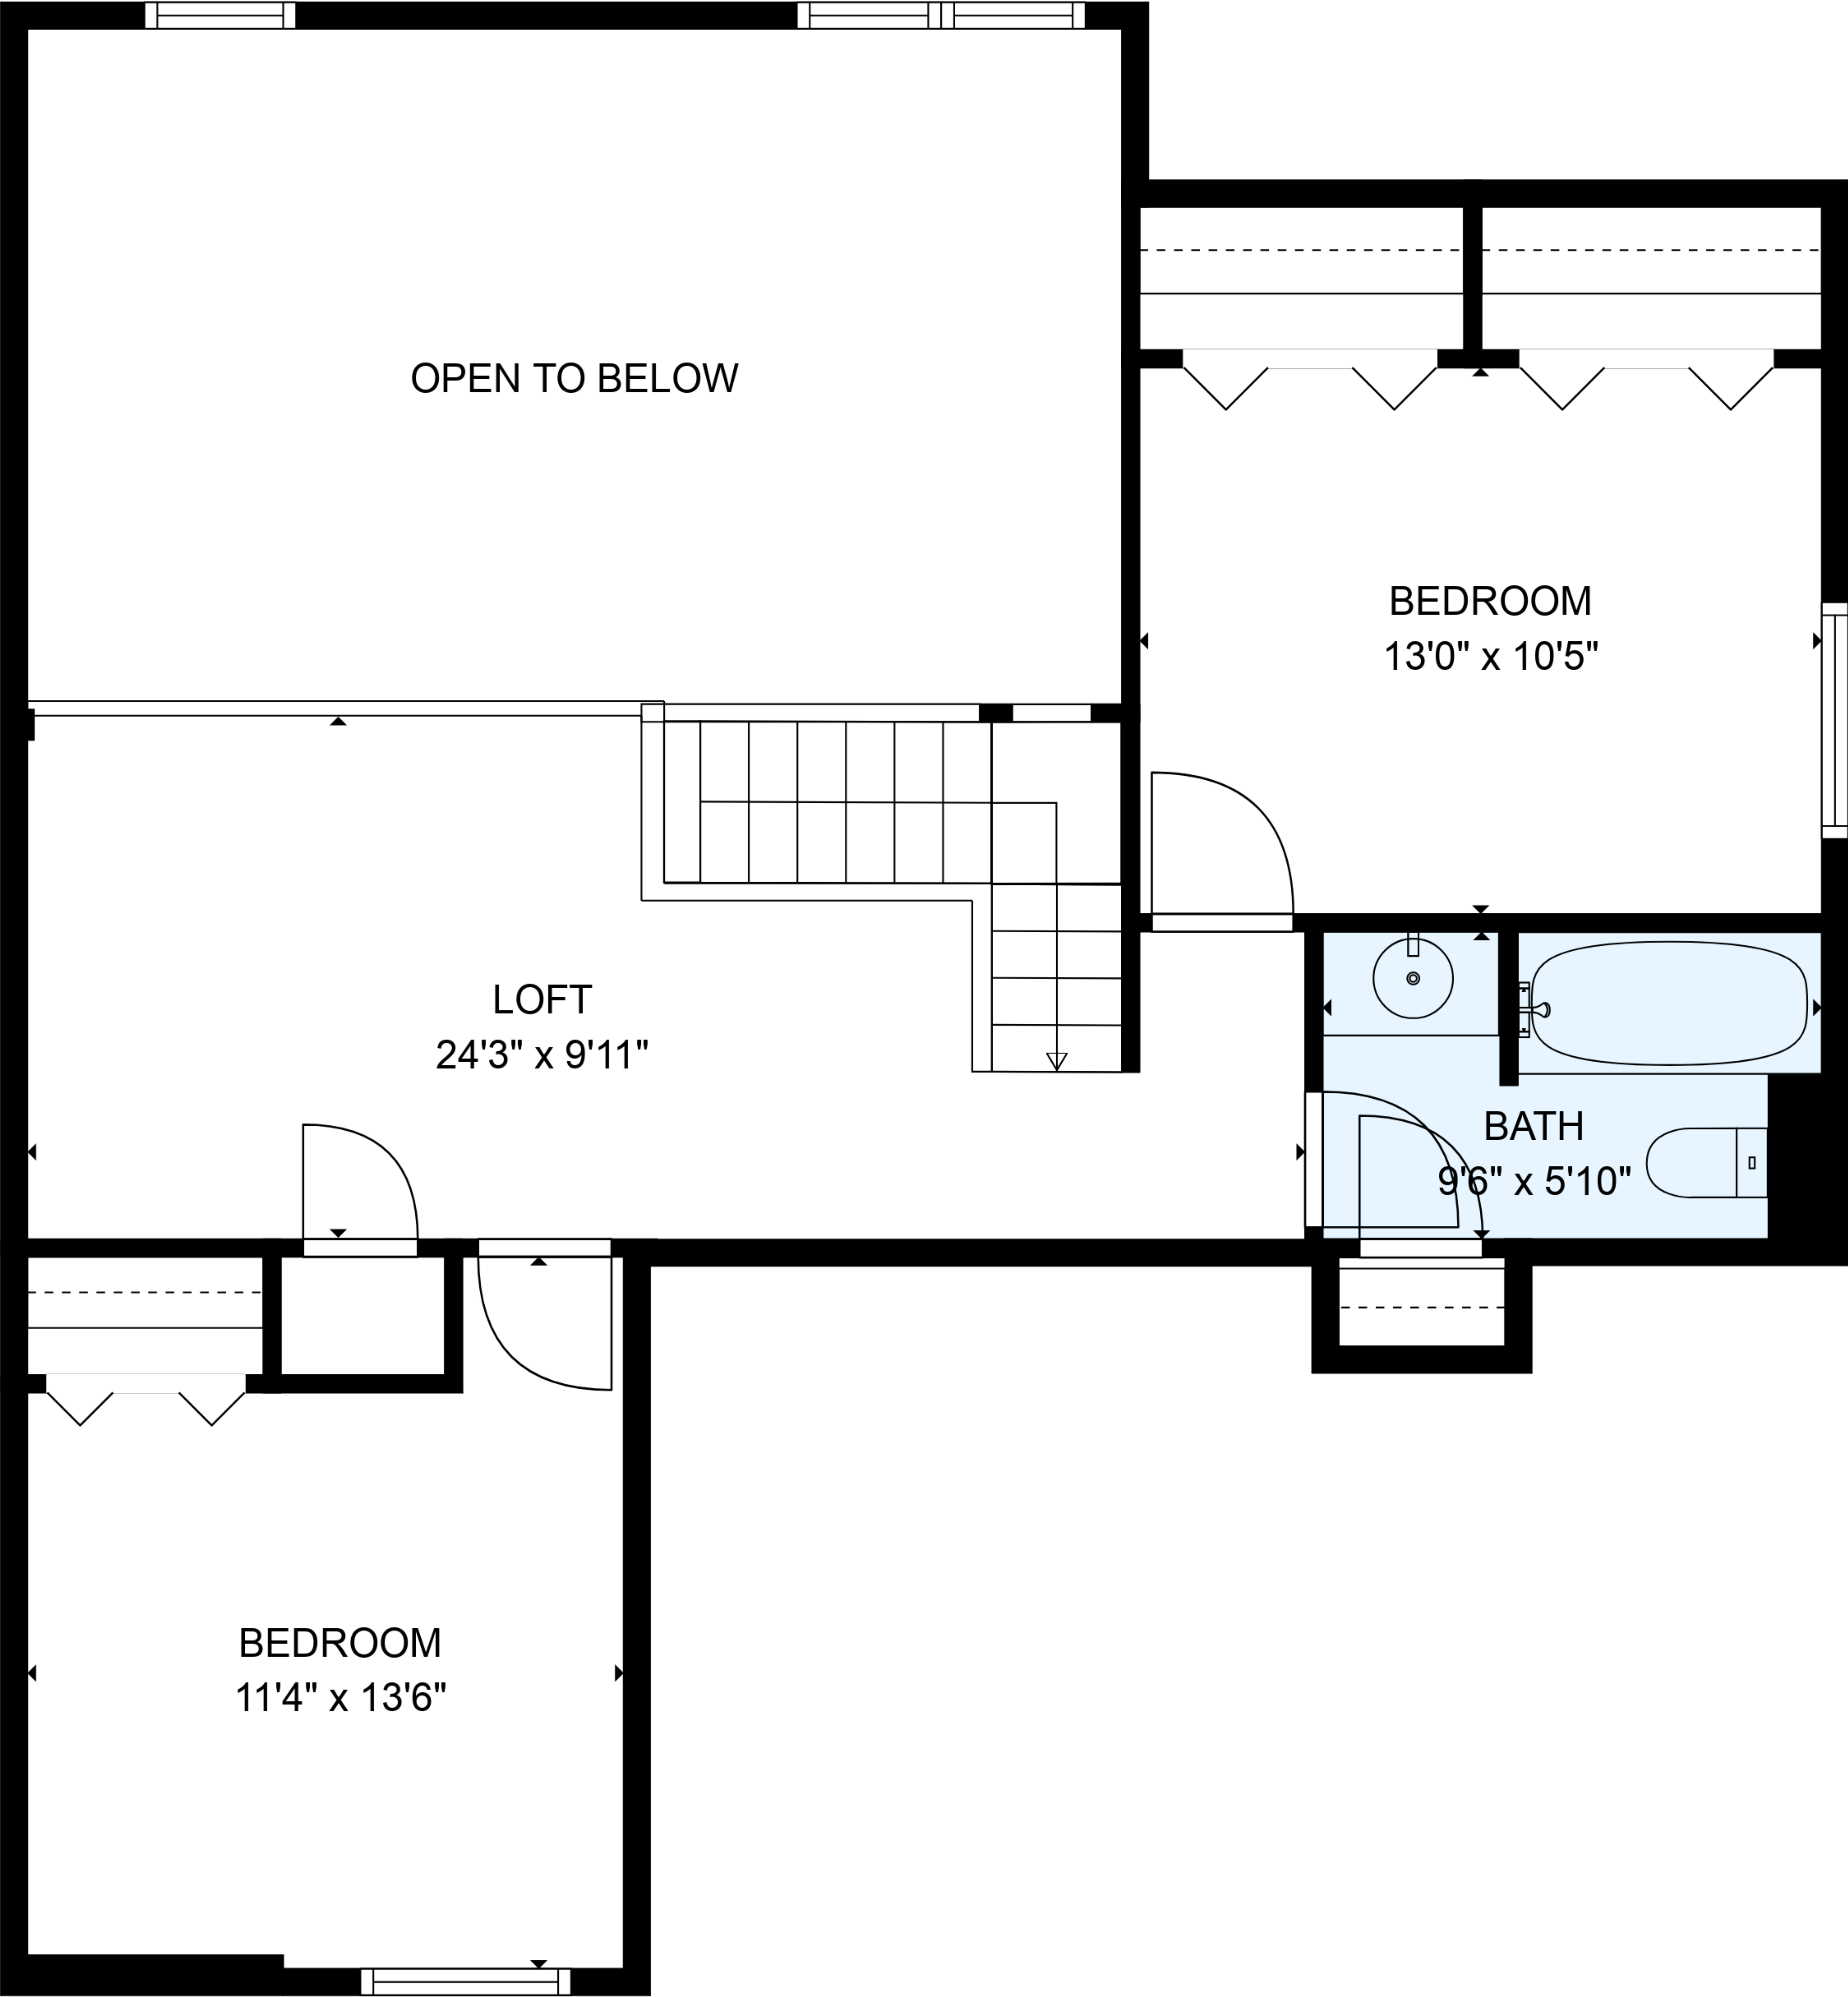 OPEN TO BELOW
BEDROOM
13'0" x 10'5"
LOFT
24'3" x 9'11"
BATH
9'6" x 5'10"
BEDROOM
11'4" x 13'6"